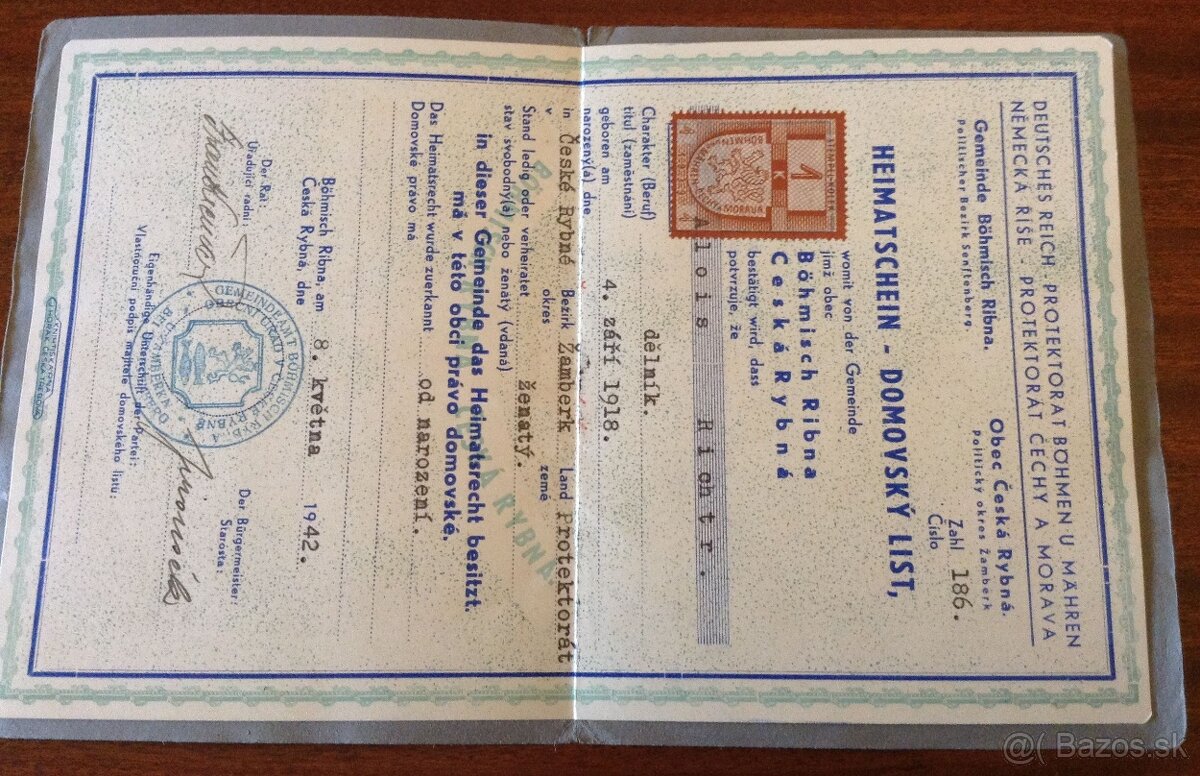 DEUTSCHES REICH - PROTEKTORAT BÖHMEN U MÄHREN
NĚMECKÁ ŘÍŠE - PROTEKTORÁT ČECHY A MORAVA
Gemeinde Böhmisch Ribna.
Politischer Bezirk Senftenberg.
Obec Česká Rybná.
Politický okres Žamberk
Zahl
Číslo 186.
HEIMATSCHEIN - DOMOVSKÝ LIST,
1
K
BÖHMEN
womit von der Gemeinde
jímž obec
Böhmisch Ribna
Česká Rybná
bestätigt wird, dass
potvrzuje, že
Alois Richtr.
Charakter (Beruf)
titul (zaměstnání) dělník.
geboren am
narozený(a) dne 4. září 1918.
in České Rybné Bezirk Žamberk Land Protektorát
v okres země
Stand ledig oder verheiratet
stav svobodný(a) nebo ženatý (vdaná) ženatý.
in dieser Gemeinde das Heimatsrecht besitzt.
má v této obci právo domovské.
Das Heimatsrecht wurde zuerkannt
Domovské právo má od narození.
Böhmisch Ribna, am
Česká Rybná, dne 8. května 1942.
Der Rat:
Úřadující radní:
Der Bürgermeister:
Starosta:
GEMEINDEAMT BÖHMISCH RYBNA
OBECNÍ ÚŘAD V ČESKÉ RYBNÉ
Eigenhändige Unterschrift der Partei:
Vlastnoruční podpis majitele domovského listu:
@( Bazos.sk